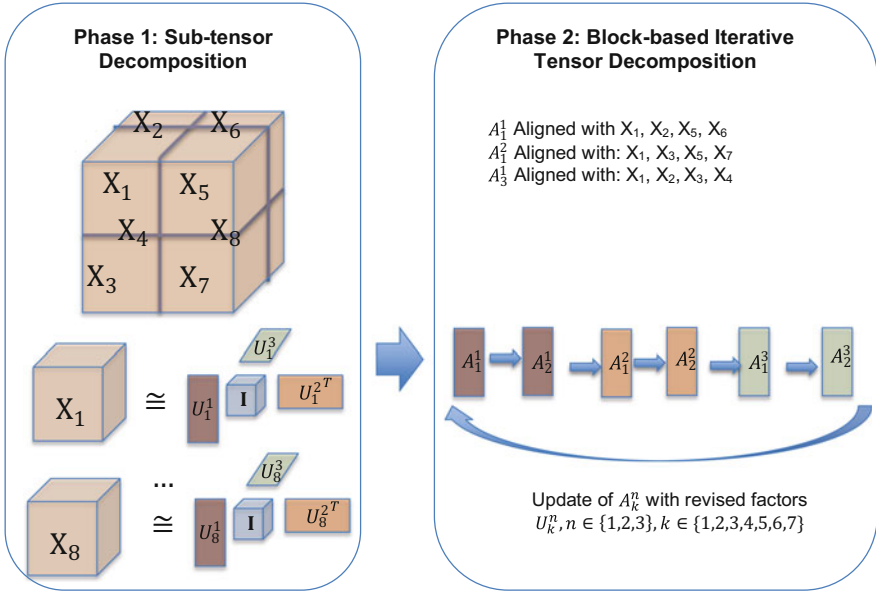 Phase 1: Sub-tensor
Decomposition
X₂ X₆
X₁ X₅
X₄ X₈
X₃ X₇
U₁³
X₁ ≅ U₁¹ I U₁²ᵀ
...
U₈³
X₈ ≅ U₈¹ I U₈²ᵀ
Phase 2: Block-based Iterative
Tensor Decomposition
A₁¹ Aligned with X₁, X₂, X₅, X₆
A₁² Aligned with: X₁, X₃, X₅, X₇
A₃¹ Aligned with: X₁, X₂, X₃, X₄
A₁¹ A₂¹ A₁² A₂² A₁³ A₂³
Update of Aₖⁿ with revised factors
Uₖⁿ, n ∈ {1,2,3}, k ∈ {1,2,3,4,5,6,7}